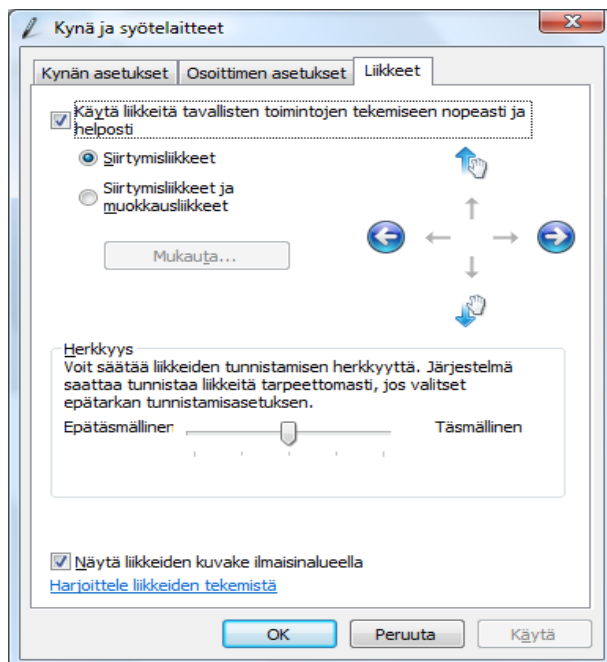 Kynä ja syötelaitteet
Kynän asetukset Osoittimen asetukset Liikkeet
Käytä liikkeitä tavallisten toimintojen tekemiseen nopeasti ja
helposti
Siirtymisliikkeet
Siirtymisliikkeet ja
muokkausliikkeet
Mukauta...
Herkkyys
Voit säätää liikkeiden tunnistamisen herkkyyttä. Järjestelmä
saattaa tunnistaa liikkeitä tarpeettomasti, jos valitset
epätarkan tunnistamisasetuksen.
Epätäsmällinen Täsmällinen
Näytä liikkeiden kuvake ilmaisinalueella
Harjoittele liikkeiden tekemistä
OK Peruuta Käytä